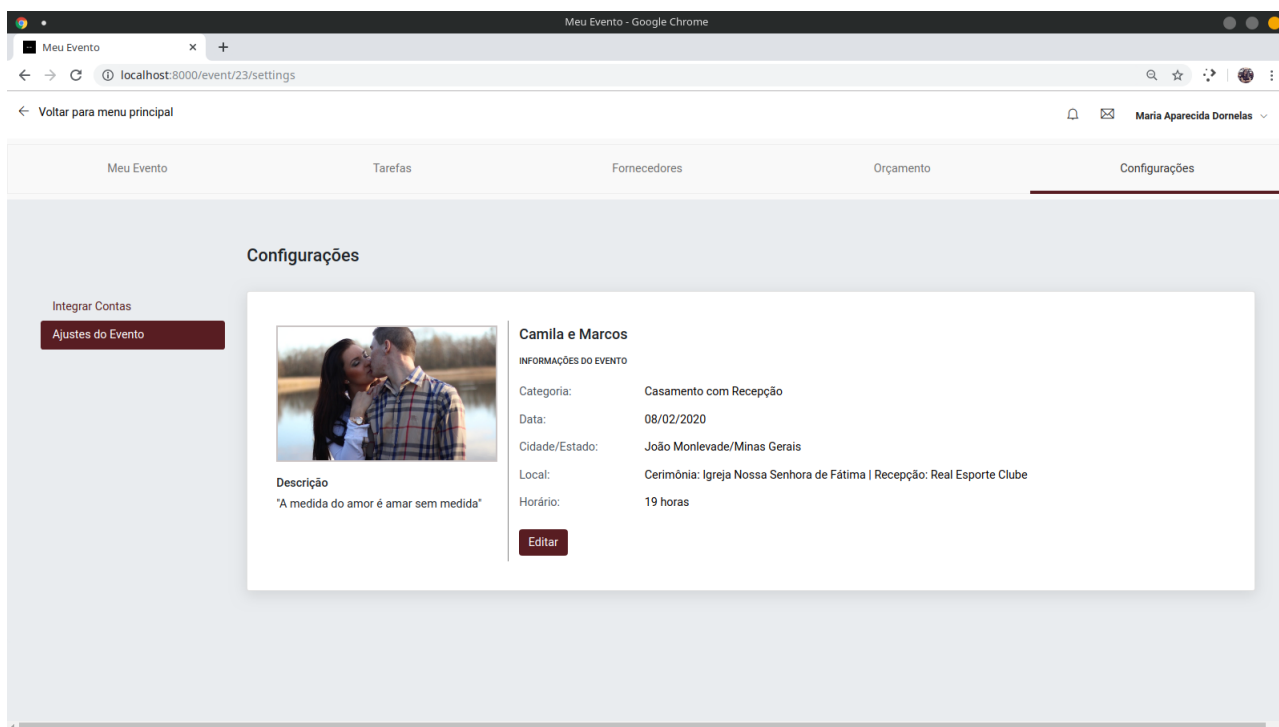 Meu Evento - Google Chrome
Meu Evento
localhost:8000/event/23/settings
Voltar para menu principal
Maria Aparecida Dornelas
Meu Evento Tarefas Fornecedores Orçamento Configurações
Configurações
Integrar Contas
Ajustes do Evento
Descrição
"A medida do amor é amar sem medida"
Camila e Marcos
INFORMAÇÕES DO EVENTO
Categoria: Casamento com Recepção
Data: 08/02/2020
Cidade/Estado: João Monlevade/Minas Gerais
Local: Cerimônia: Igreja Nossa Senhora de Fátima | Recepção: Real Esporte Clube
Horário: 19 horas
Editar